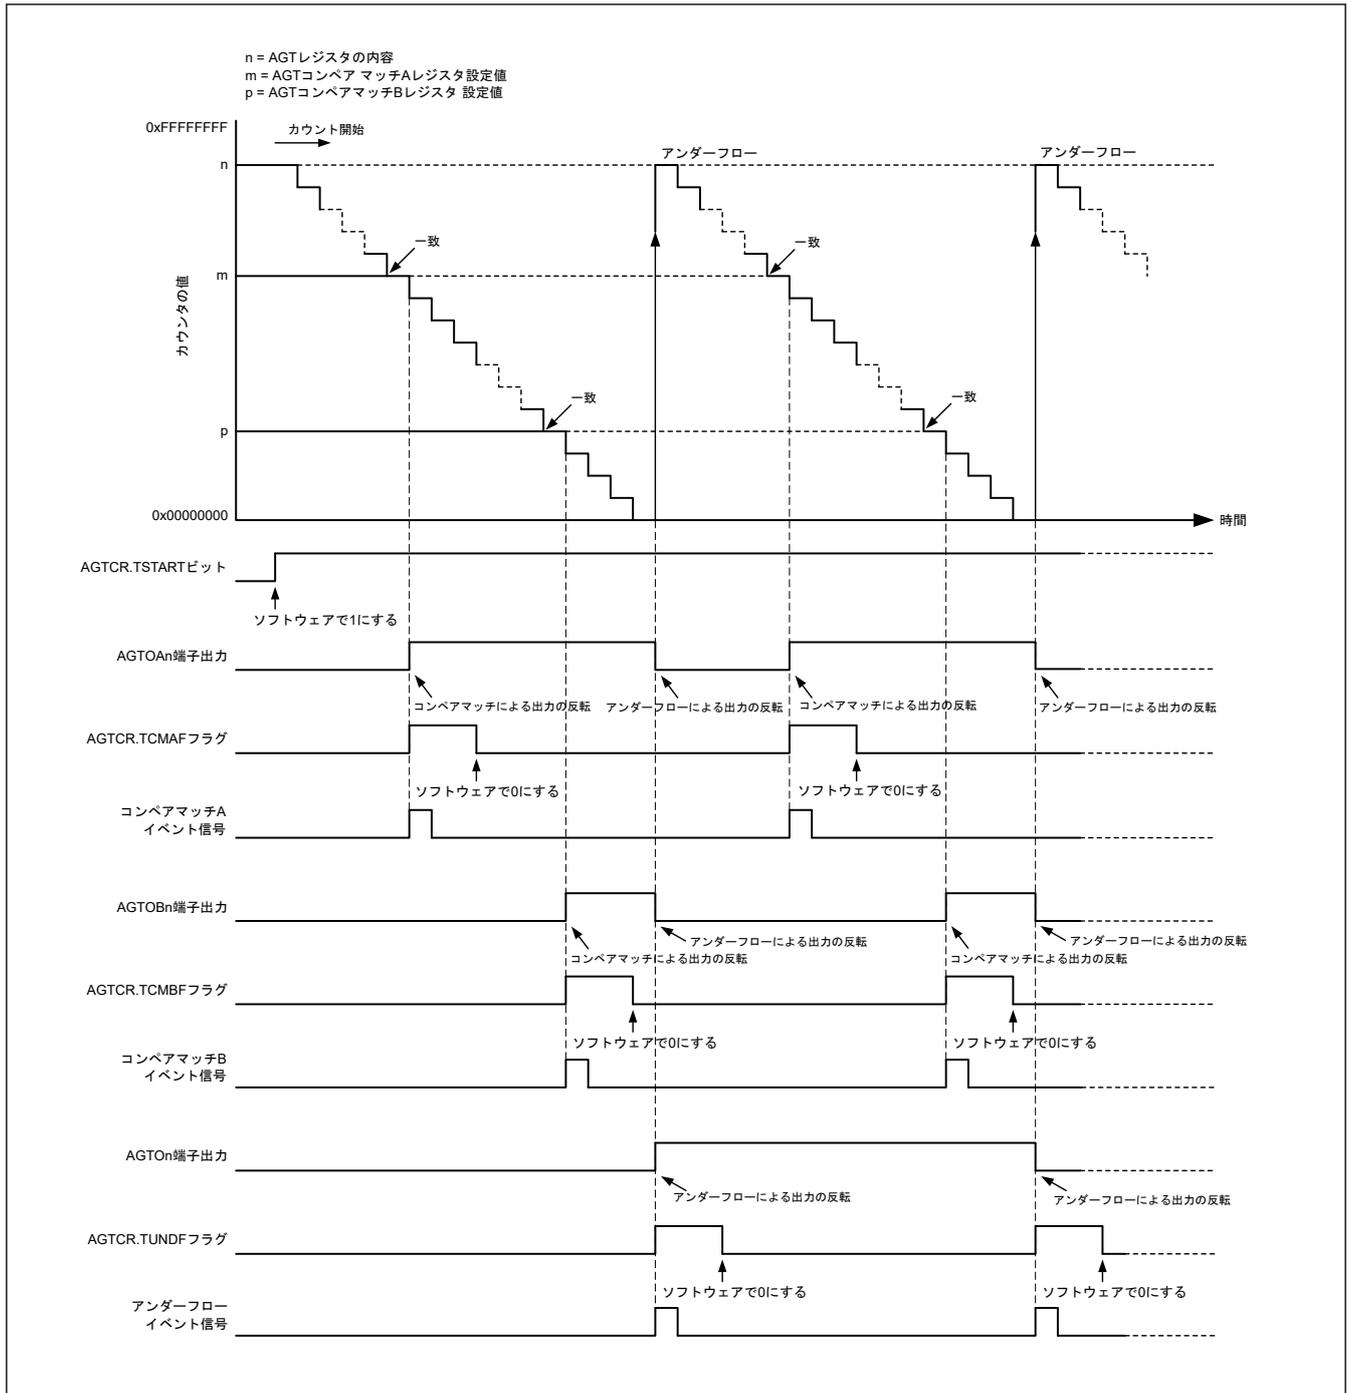 n = AGTレジスタの内容
m = AGTコンペア マッチAレジスタ設定値
p = AGTコンペアマッチBレジスタ 設定値
0xFFFFFFFF
カウント開始
アンダーフロー
アンダーフロー
n
一致
一致
m
カウンタの値
一致
一致
p
0x00000000
時間
AGTCR.TSTARTビット
ソフトウェアで1にする
AGTOAn端子出力
コンペアマッチによる出力の反転
アンダーフローによる出力の反転
コンペアマッチによる出力の反転
アンダーフローによる出力の反転
AGTCR.TCMAFフラグ
ソフトウェアで0にする
ソフトウェアで0にする
コンペアマッチA
イベント信号
AGTOBn端子出力
アンダーフローによる出力の反転
アンダーフローによる出力の反転
コンペアマッチによる出力の反転
コンペアマッチによる出力の反転
AGTCR.TCMBFフラグ
ソフトウェアで0にする
ソフトウェアで0にする
コンペアマッチB
イベント信号
AGTOn端子出力
アンダーフローによる出力の反転
アンダーフローによる出力の反転
AGTCR.TUNDFフラグ
ソフトウェアで0にする
ソフトウェアで0にする
アンダーフロー
イベント信号